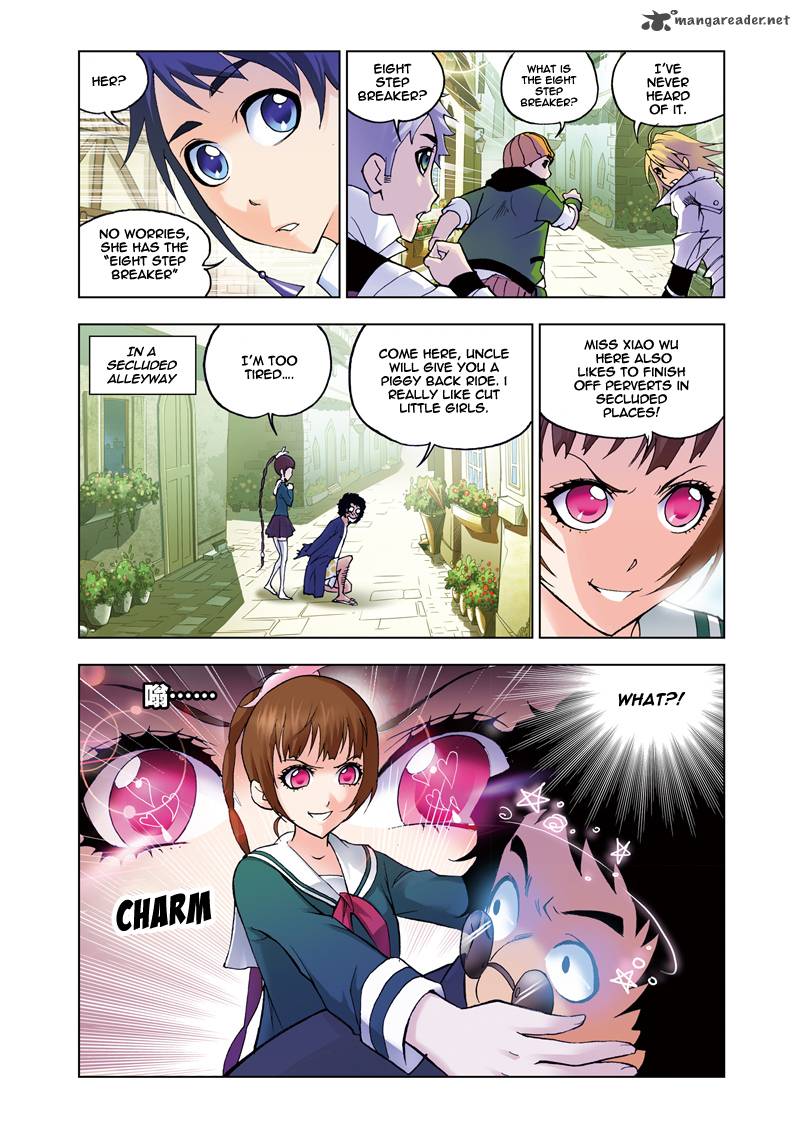 mangareader.net
HER?
NO WORRIES,
SHE HAS THE
"EIGHT STEP
BREAKER"
EIGHT
STEP
BREAKER?
WHAT IS
THE EIGHT
STEP
BREAKER?
I'VE
NEVER
HEARD
OF IT.
IN A
SECLUDED
ALLEYWAY
I'M TOO
TIRED....
COME HERE, UNCLE
WILL GIVE YOU A
PIGGY BACK RIDE. I
REALLY LIKE CUT
LITTLE GIRLS.
MISS XIAO WU
HERE ALSO
LIKES TO FINISH
OFF PERVERTS IN
SECLUDED
PLACES!
嗡……
WHAT?!
CHARM